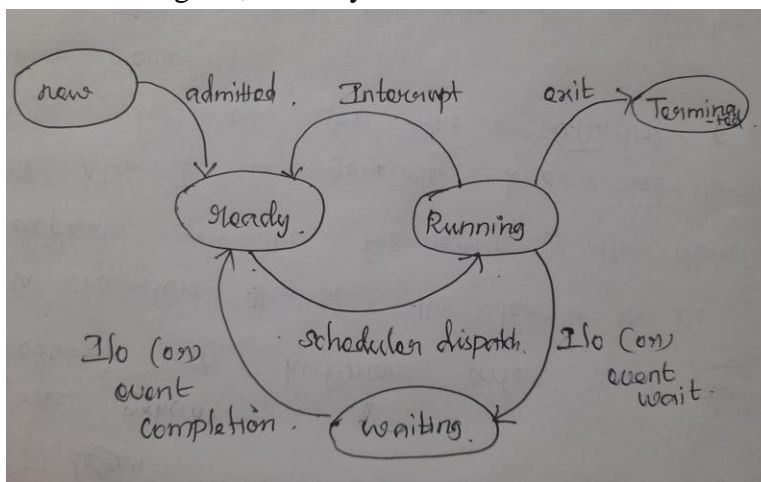 new
admitted.
Interrupt
exit
Termina
-ted
ready.
Running
scheduler dispatch.
I/o (or)
event
completion.
I/o (or)
event
wait.
waiting.